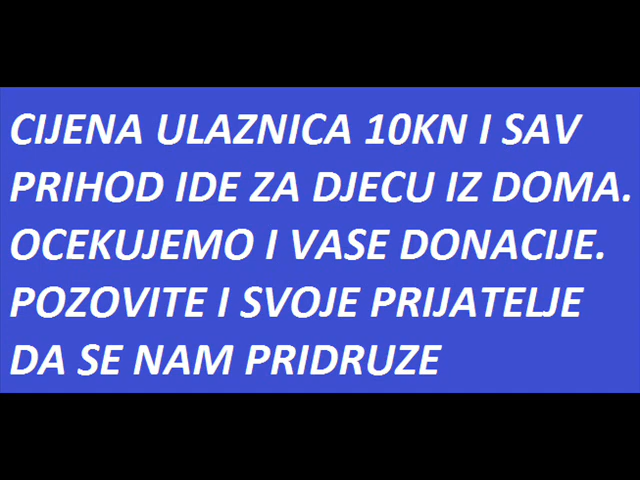 CIJENA ULAZNICA 10KN I SAV
PRIHOD IDE ZA DJECU IZ DOMA.
OCEKUJEMO I VASE DONACIJE.
POZOVITE I SVOJE PRIJATELJE
DA SE NAM PRIDRUZE